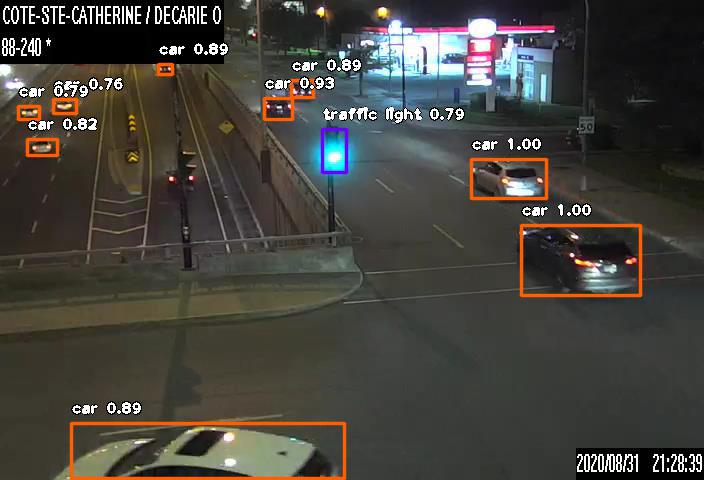 COTE-STE-CATHERINE / DECARIE O
88-240 *
car 0.89
car 0.89
car 0.76
car 0.79
car 0.93
car 0.82
traffic light 0.79
50
car 1.00
car 1.00
car 0.89
2020/08/31 21:28:39